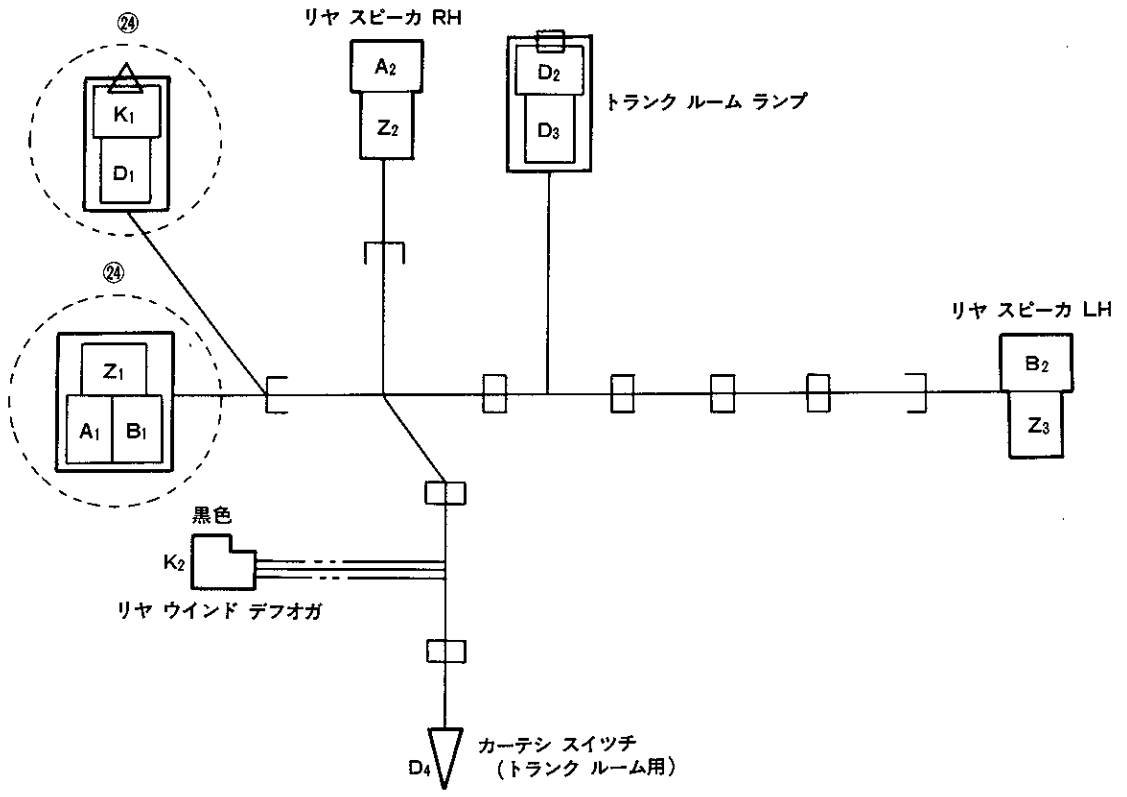 ㉔
リヤ スピーカ RH
K₁
D₁
A₂
Z₂
D₂
D₃
トランク ルーム ランプ
㉔
Z₁
A₁
B₁
リヤ スピーカ LH
B₂
Z₃
黒色
K₂
リヤ ウインド デフオガ
D₄
カーテシ スイツチ
(トランク ルーム用)